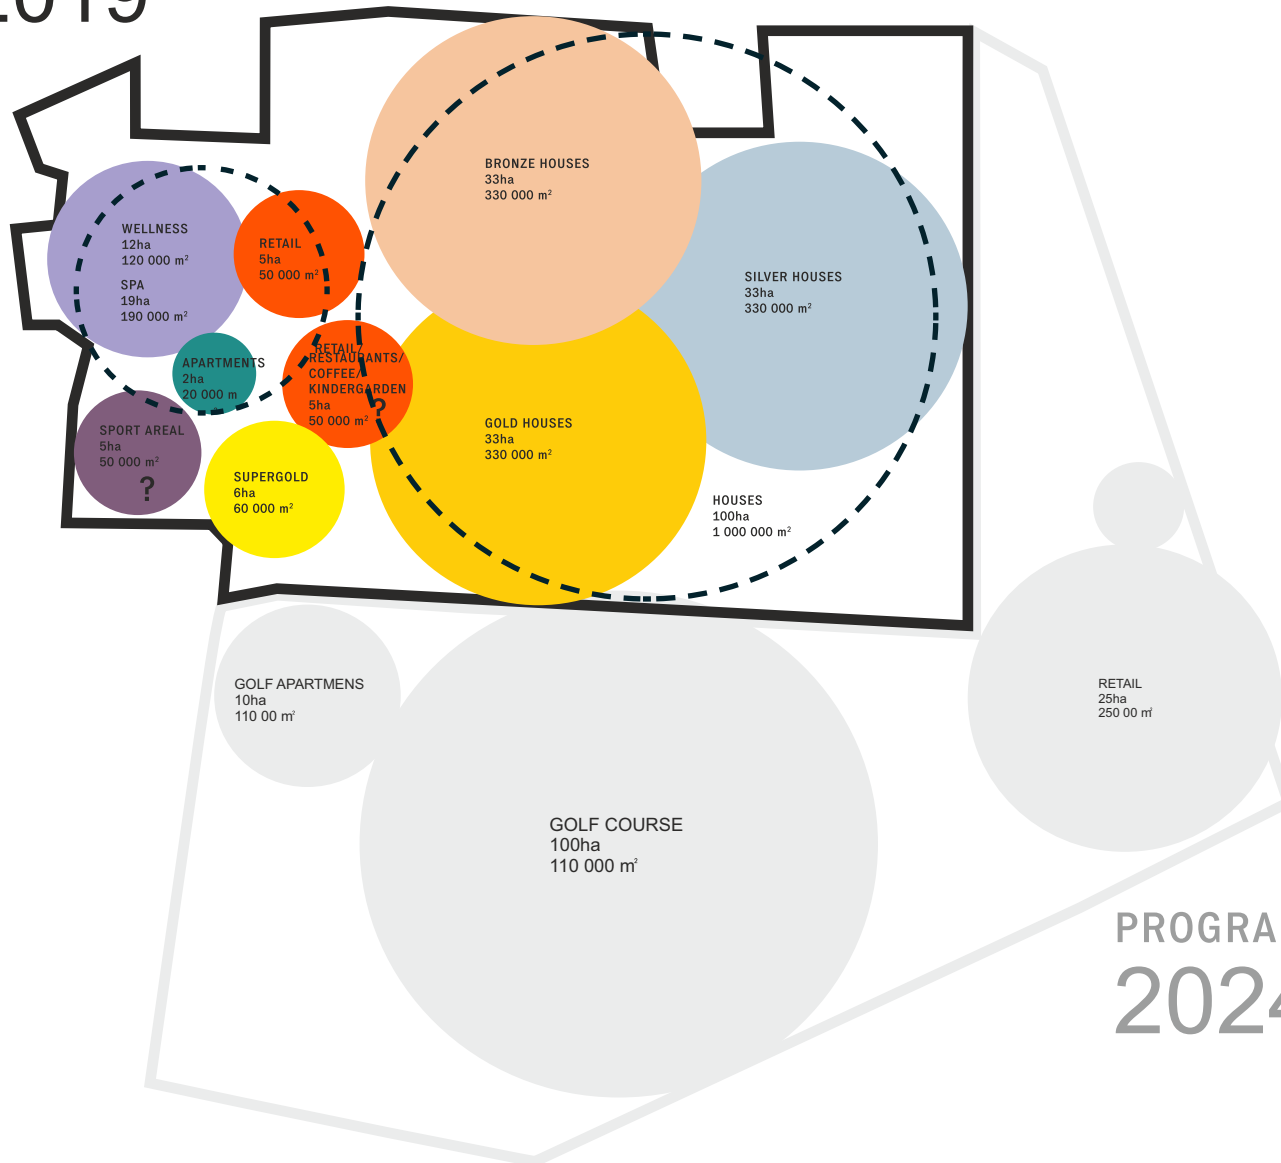 2019
BRONZE HOUSES
33ha
330 000 m²
WELLNESS
12ha
120 000 m²
SPA
19ha
190 000 m²
RETAIL
5ha
50 000 m²
SILVER HOUSES
33ha
330 000 m²
APARTMENTS
2ha
20 000 m
RETAIL/
RESTAURANTS/
COFFEE/
KINDERGARDEN
5ha
50 000 m²
?
SPORT AREAL
5ha
50 000 m²
?
SUPERGOLD
6ha
60 000 m²
GOLD HOUSES
33ha
330 000 m²
HOUSES
100ha
1 000 000 m²
GOLF APARTMENS
10ha
110 00 m²
RETAIL
25ha
250 00 m²
GOLF COURSE
100ha
110 000 m²
PROGRA
2024